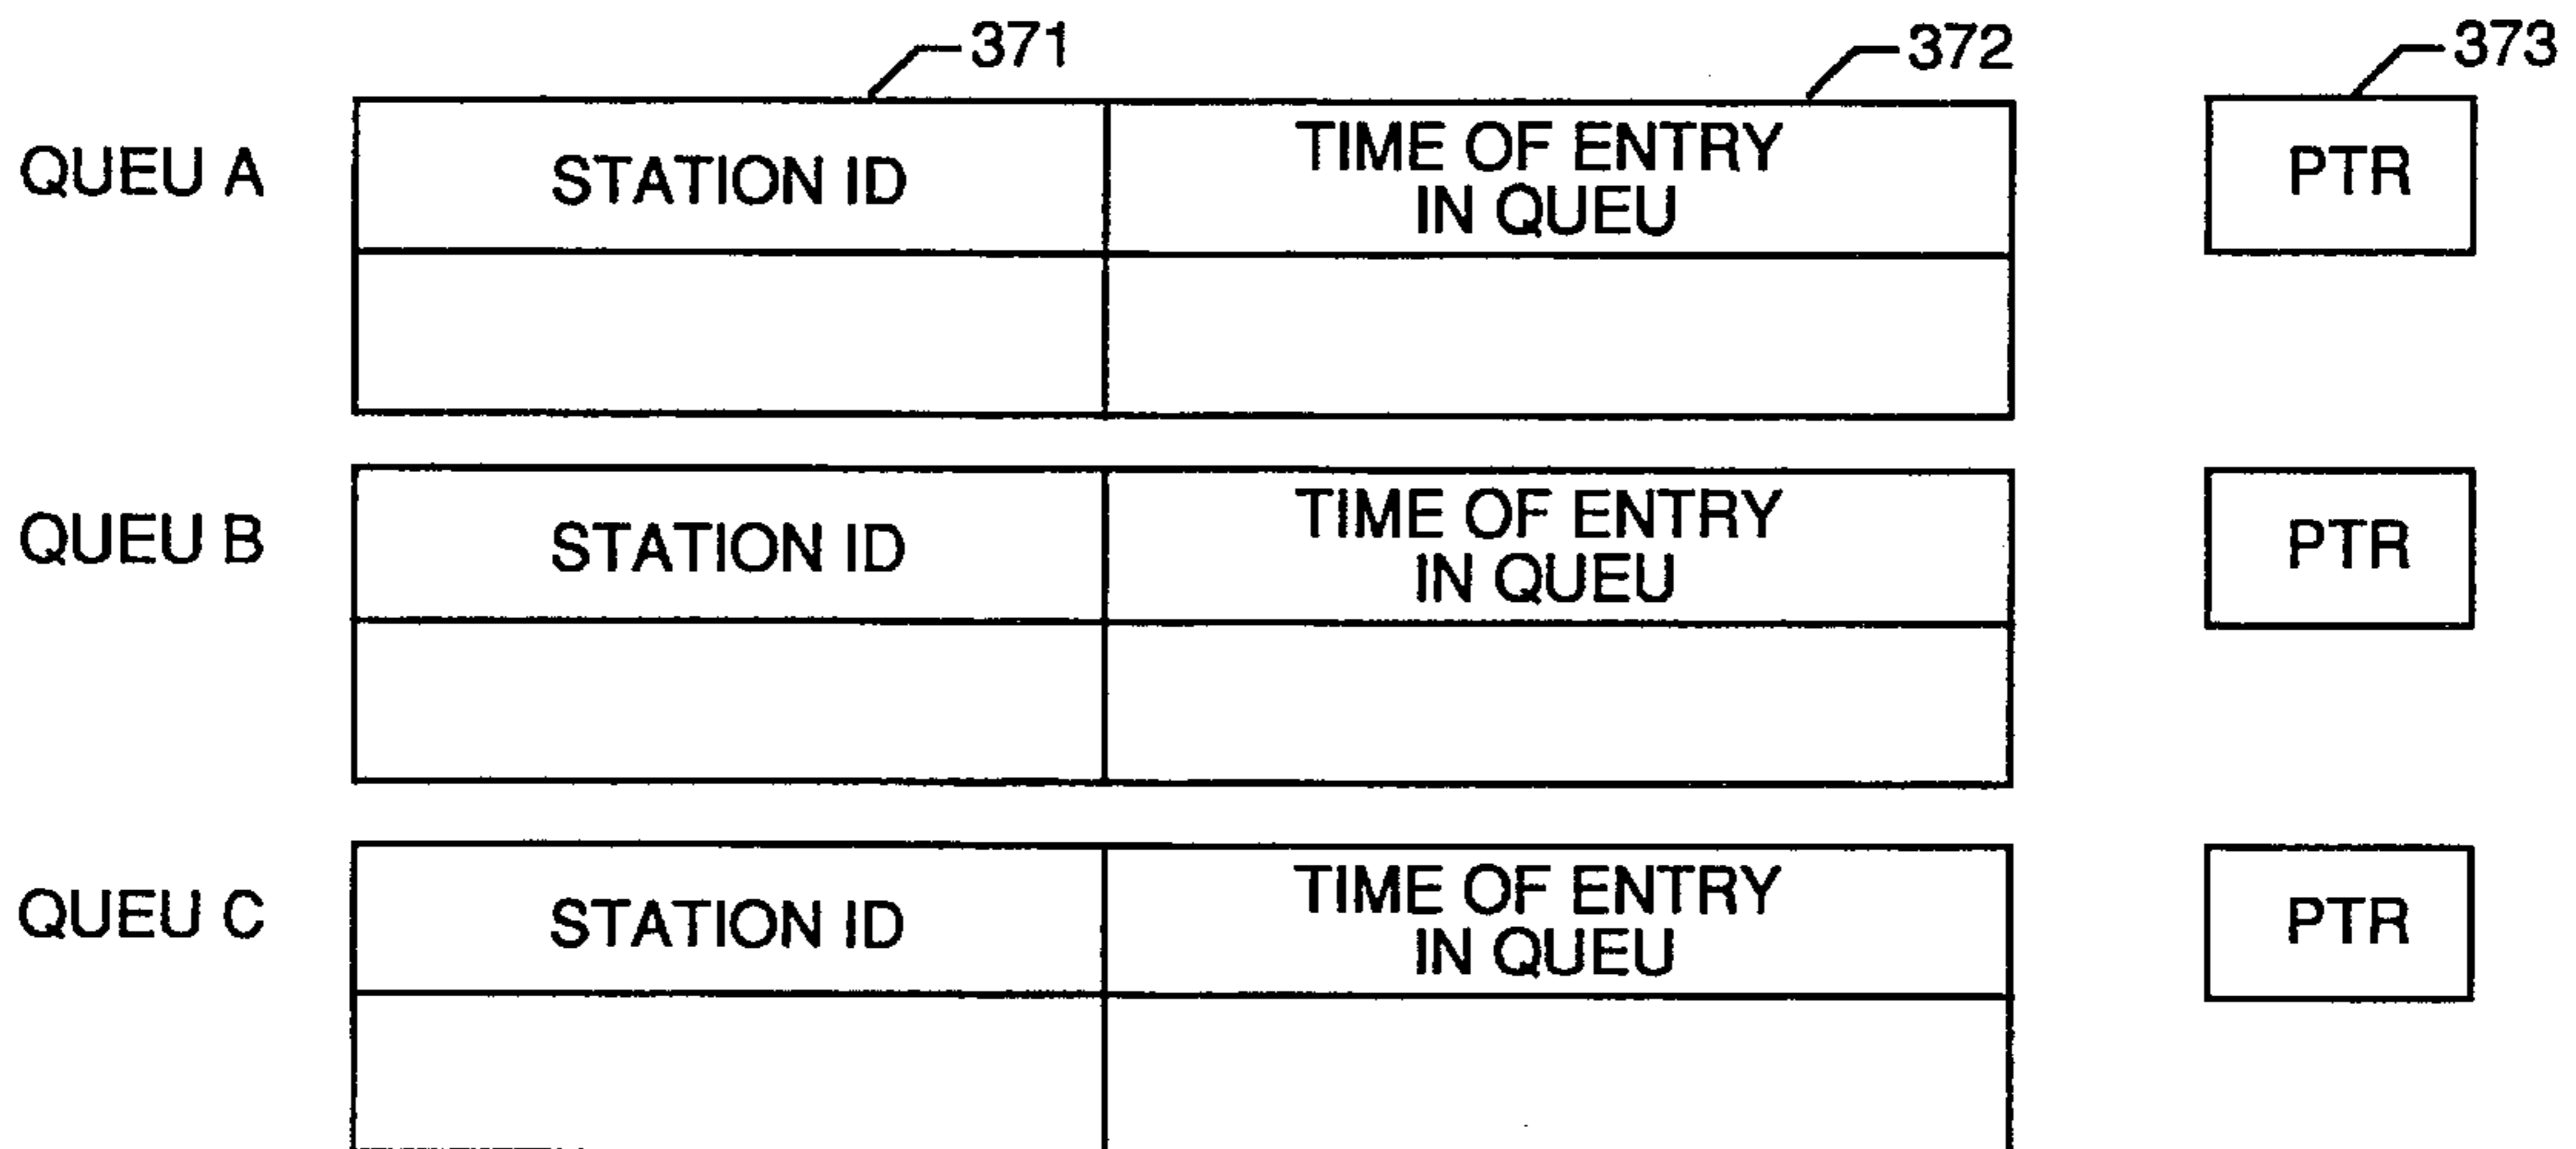 371
372
373
QUEU A
STATION ID
TIME OF ENTRY
IN QUEU
PTR
QUEU B
STATION ID
TIME OF ENTRY
IN QUEU
PTR
QUEU C
STATION ID
TIME OF ENTRY
IN QUEU
PTR